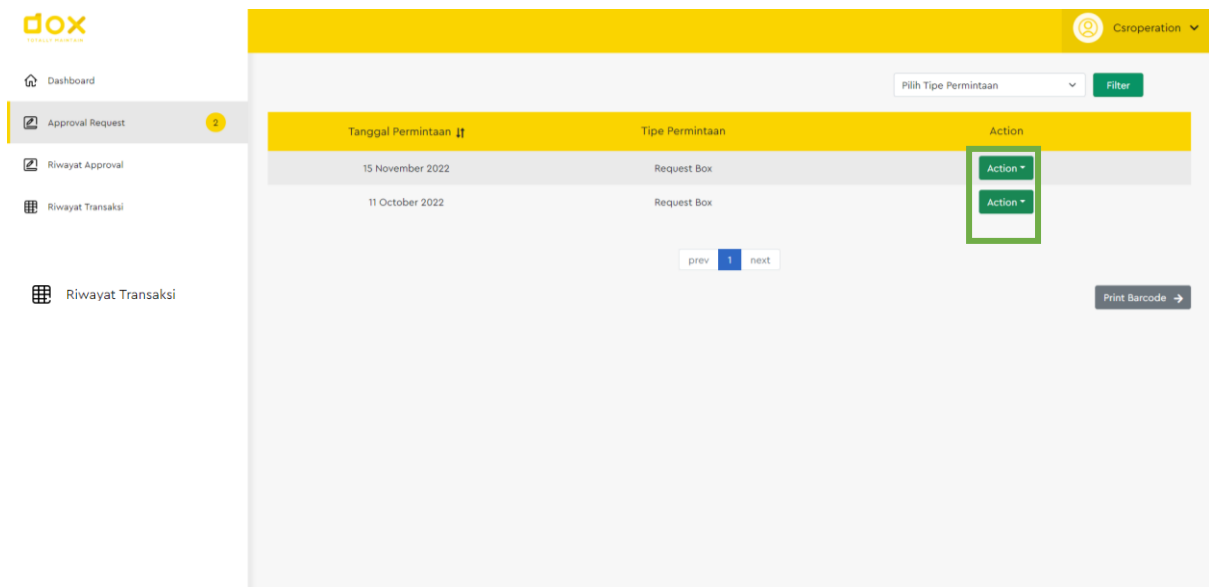 dox
Csroperation
Dashboard
Approval Request 2
Riwayat Approval
Riwayat Transaksi
Riwayat Transaksi
Pilih Tipe Permintaan Filter
Tanggal Permintaan Tipe Permintaan Action
15 November 2022 Request Box Action
11 October 2022 Request Box Action
prev 1 next
Print Barcode →